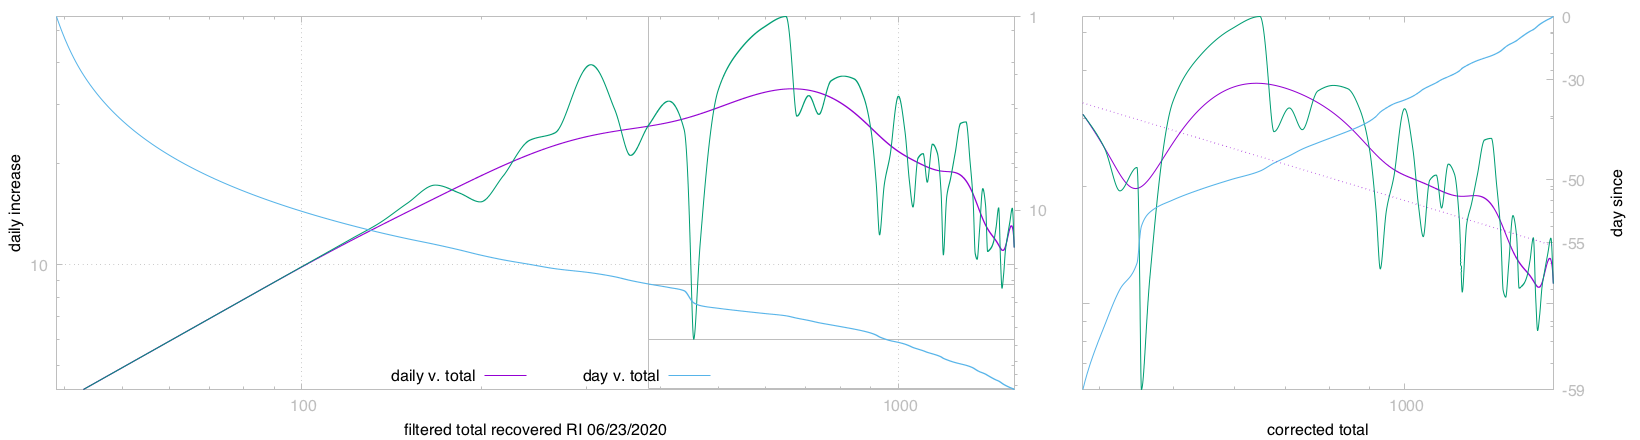 daily increase
10
100
1000
1
10
daily v. total
day v. total
filtered total recovered RI 06/23/2020
0
-30
-50
-55
-59
day since
1000
corrected total